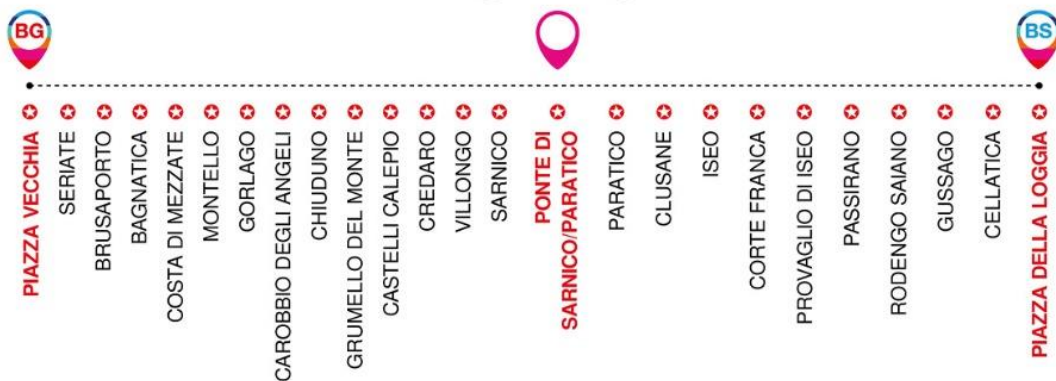 BG
BS
PIAZZA VECCHIA
SERIATE
BRUSAPORTO
BAGNATICA
COSTA DI MEZZATE
MONTELLO
GORLAGO
CAROBBIO DEGLI ANGELI
CHIUDUNO
GRUMELLO DEL MONTE
CASTELLI CALEPIO
CREDARO
VILLONGO
SARNICO
PONTE DI
SARNICO/PARATICO
PARATICO
CLUSANE
ISEO
CORTE FRANCA
PROVAGLIO DI ISEO
PASSIRANO
RODENGO SAIANO
GUSSAGO
CELLATICA
PIAZZA DELLA LOGGIA